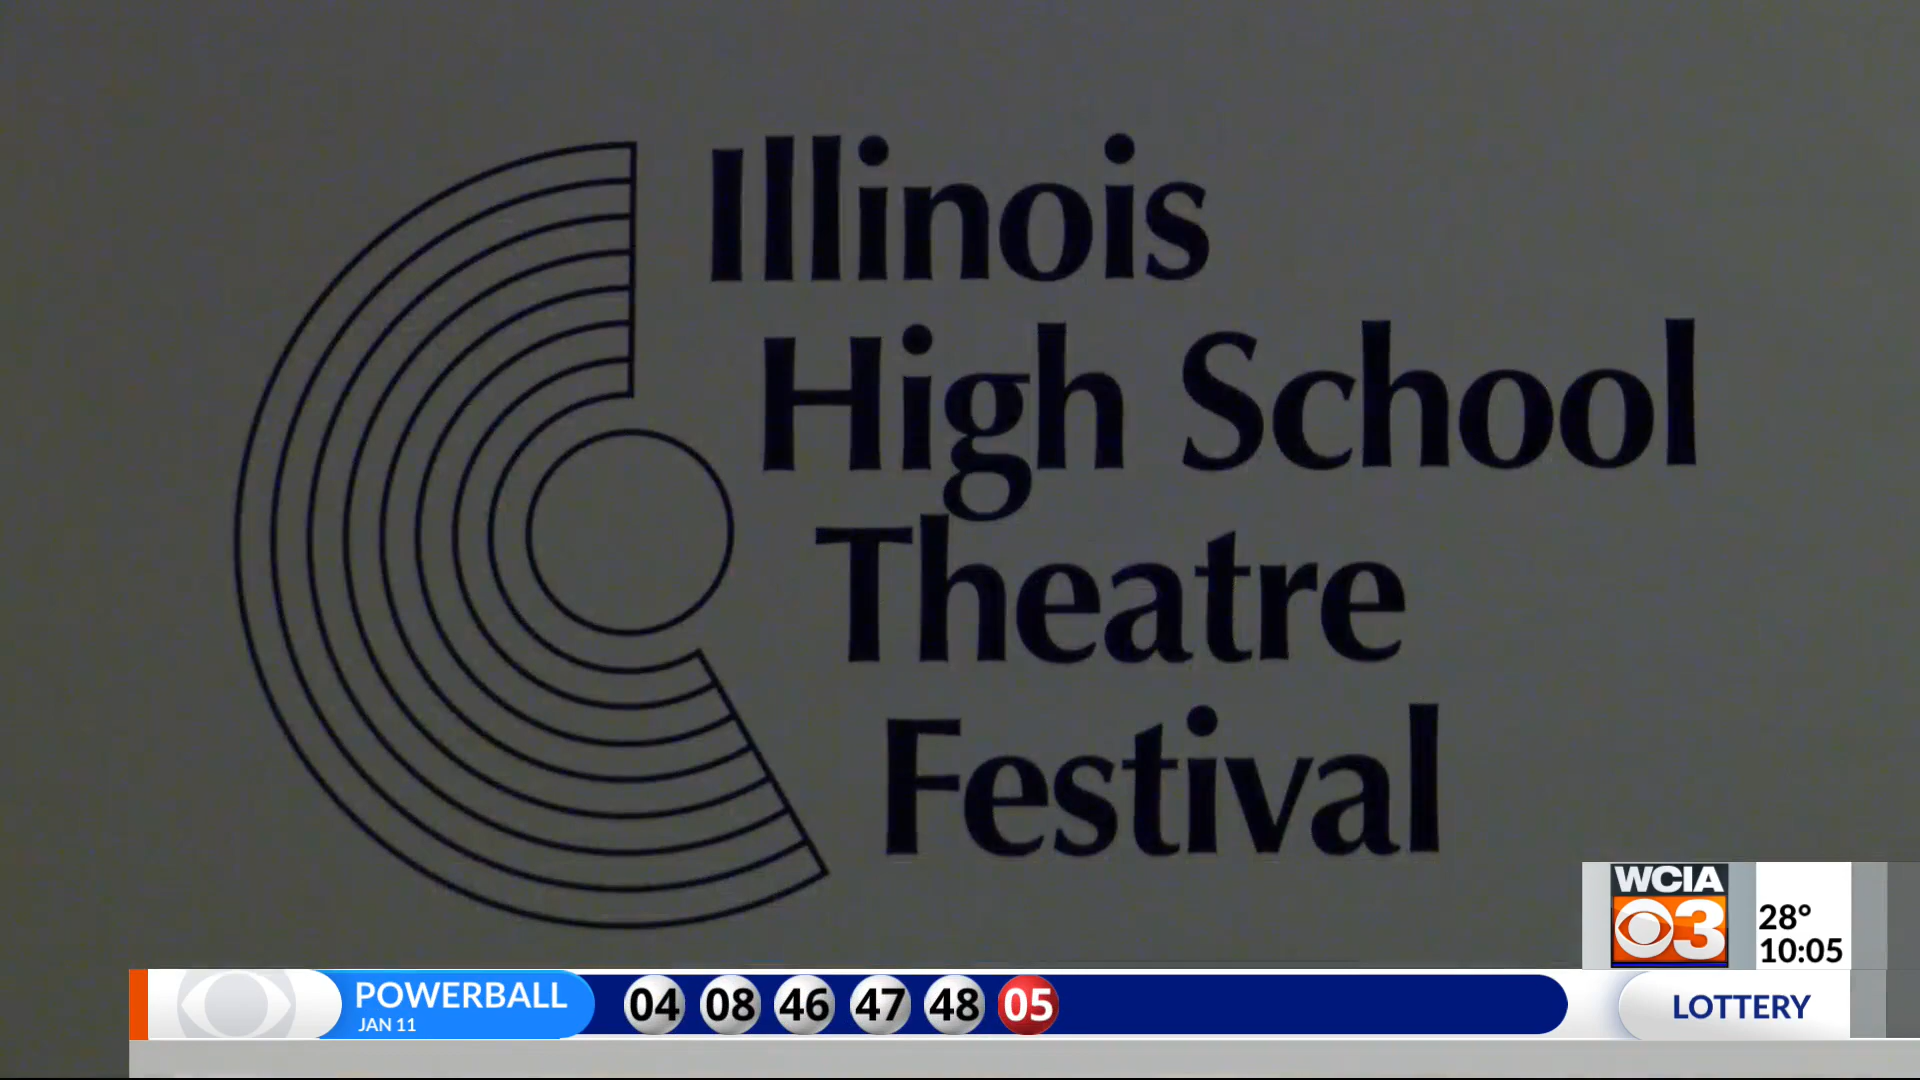 Illinois
High School
Theatre
Festival
WCIA
3
28°
10:05
POWERBALL
JAN 11
04 08 46 47 48 05
LOTTERY